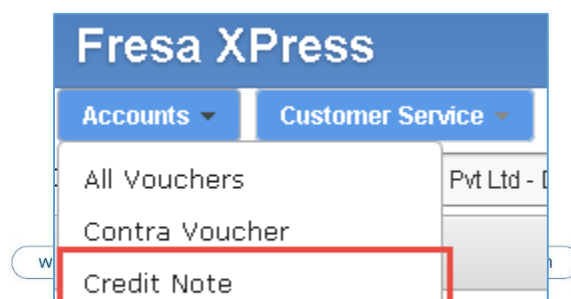 Fresa XPress
Accounts Customer Service
All Vouchers
Pvt Ltd -
Contra Voucher
Credit Note